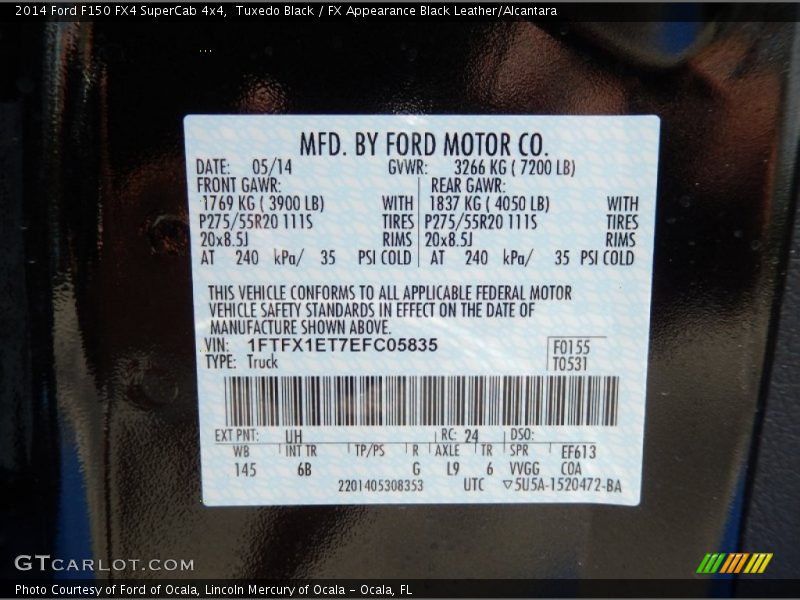 2014 Ford F150 FX4 SuperCab 4x4,  Tuxedo Black / FX Appearance Black Leather/Alcantara
MFD. BY FORD MOTOR CO.
DATE: 05/14 GVWR: 3266 KG ( 7200 LB)
FRONT GAWR: REAR GAWR:
1769 KG ( 3900 LB) WITH 1837 KG ( 4050 LB) WITH
P275/55R20 111S TIRES P275/55R20 111S TIRES
20x8.5J RIMS 20x8.5J RIMS
AT 240 kPa/ 35 PSI COLD AT 240 kPa/ 35 PSI COLD
THIS VEHICLE CONFORMS TO ALL APPLICABLE FEDERAL MOTOR
VEHICLE SAFETY STANDARDS IN EFFECT ON THE DATE OF
MANUFACTURE SHOWN ABOVE.
VIN: 1FTFX1ET7EFC05835 F0155
TYPE: Truck T0531
EXT PNT: UH RC: 24 DSO:
WB INT TR TP/PS R AXLE TR SPR EF613
145 6B G L9 6 VVGG COA
2201405308353 UTC ▽5U5A-1520472-BA
GTCARLOT.COM
Photo Courtesy of Ford of Ocala, Lincoln Mercury of Ocala - Ocala, FL